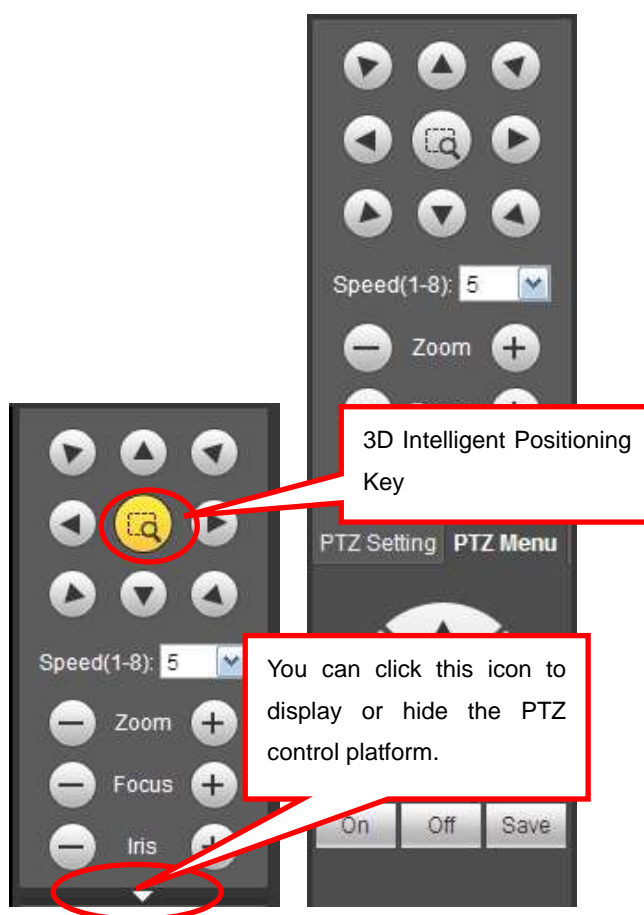 Speed(1-8): 5
Zoom
3D Intelligent Positioning
Key
PTZ Setting PTZ Menu
Speed(1-8): 5
Zoom
Focus
Iris
You can click this icon to
display or hide the PTZ
control platform.
On Off Save